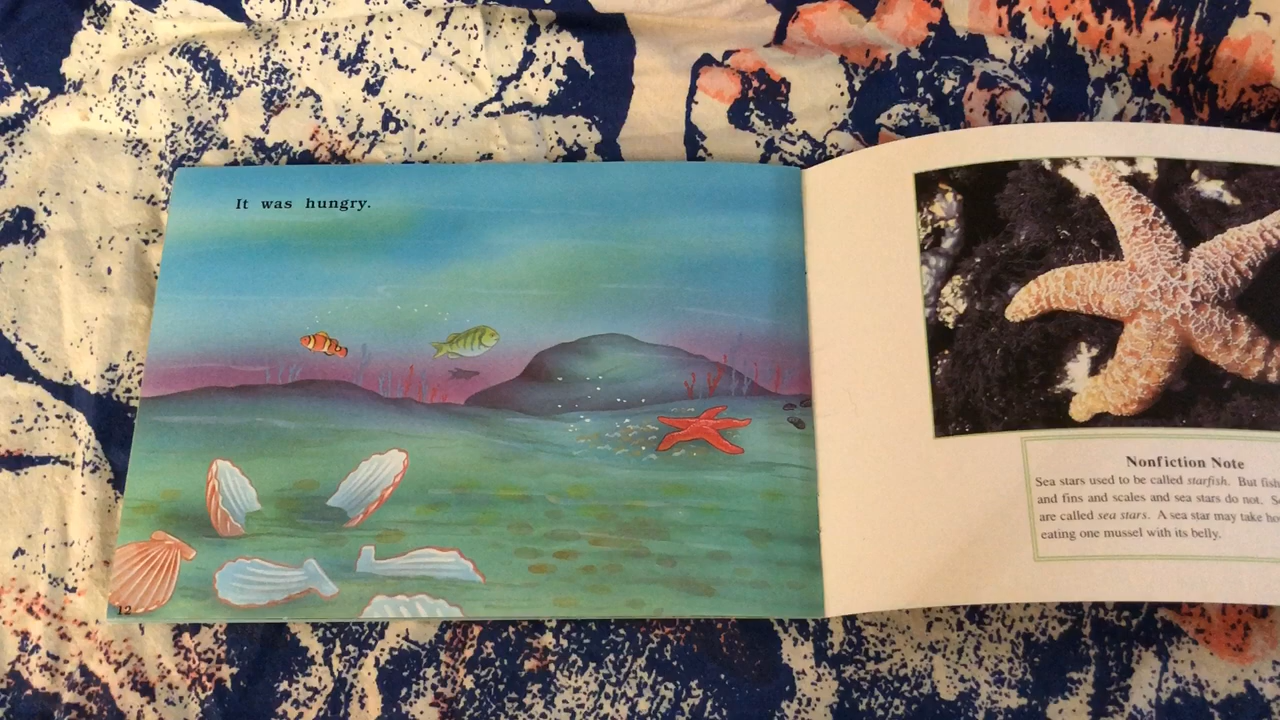 It was hungry.
12
Nonfiction Note
Sea stars used to be called starfish. But fish
and fins and scales and sea stars do not. S
are called sea stars. A sea star may take ho
eating one mussel with its belly.